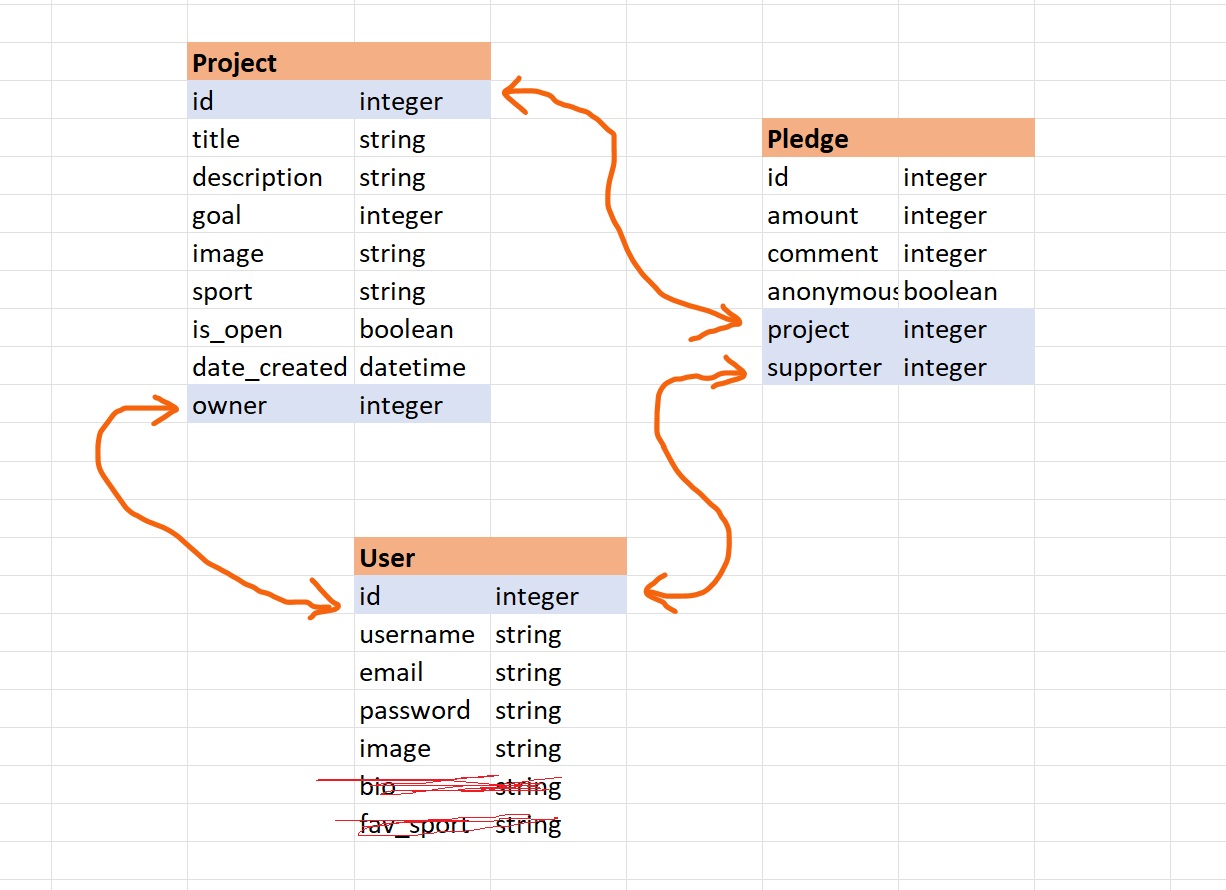 Project
id integer
title string
description string
goal integer
image string
sport string
is_open boolean
date_created datetime
owner integer
Pledge
id integer
amount integer
comment integer
anonymous boolean
project integer
supporter integer
User
id integer
username string
email string
password string
image string
bio string
fav_sport string